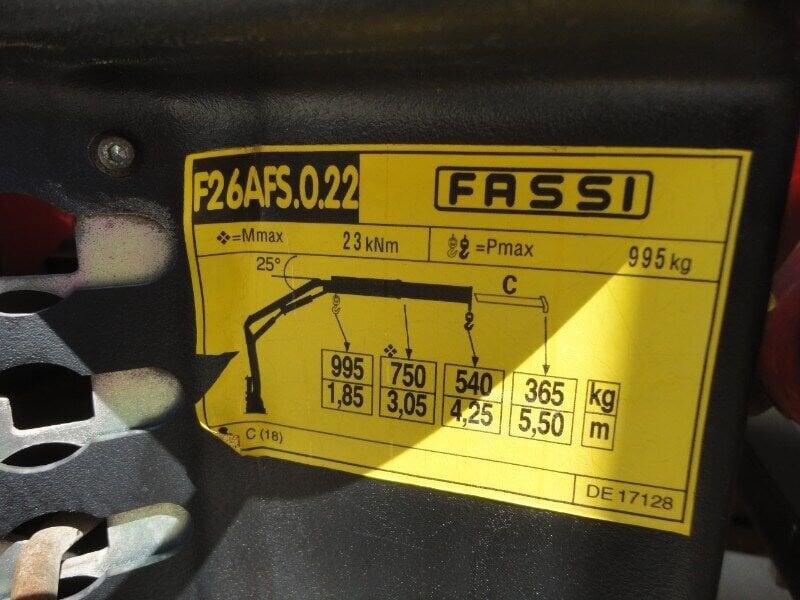 F26AFS.0.22 FASSI
❖=Mmax 23 kNm =Pmax 995 kg
25°
C
995 ❖ 750 540 365 kg
1,85 3,05 4,25 5,50 m
C (18)
DE 17128